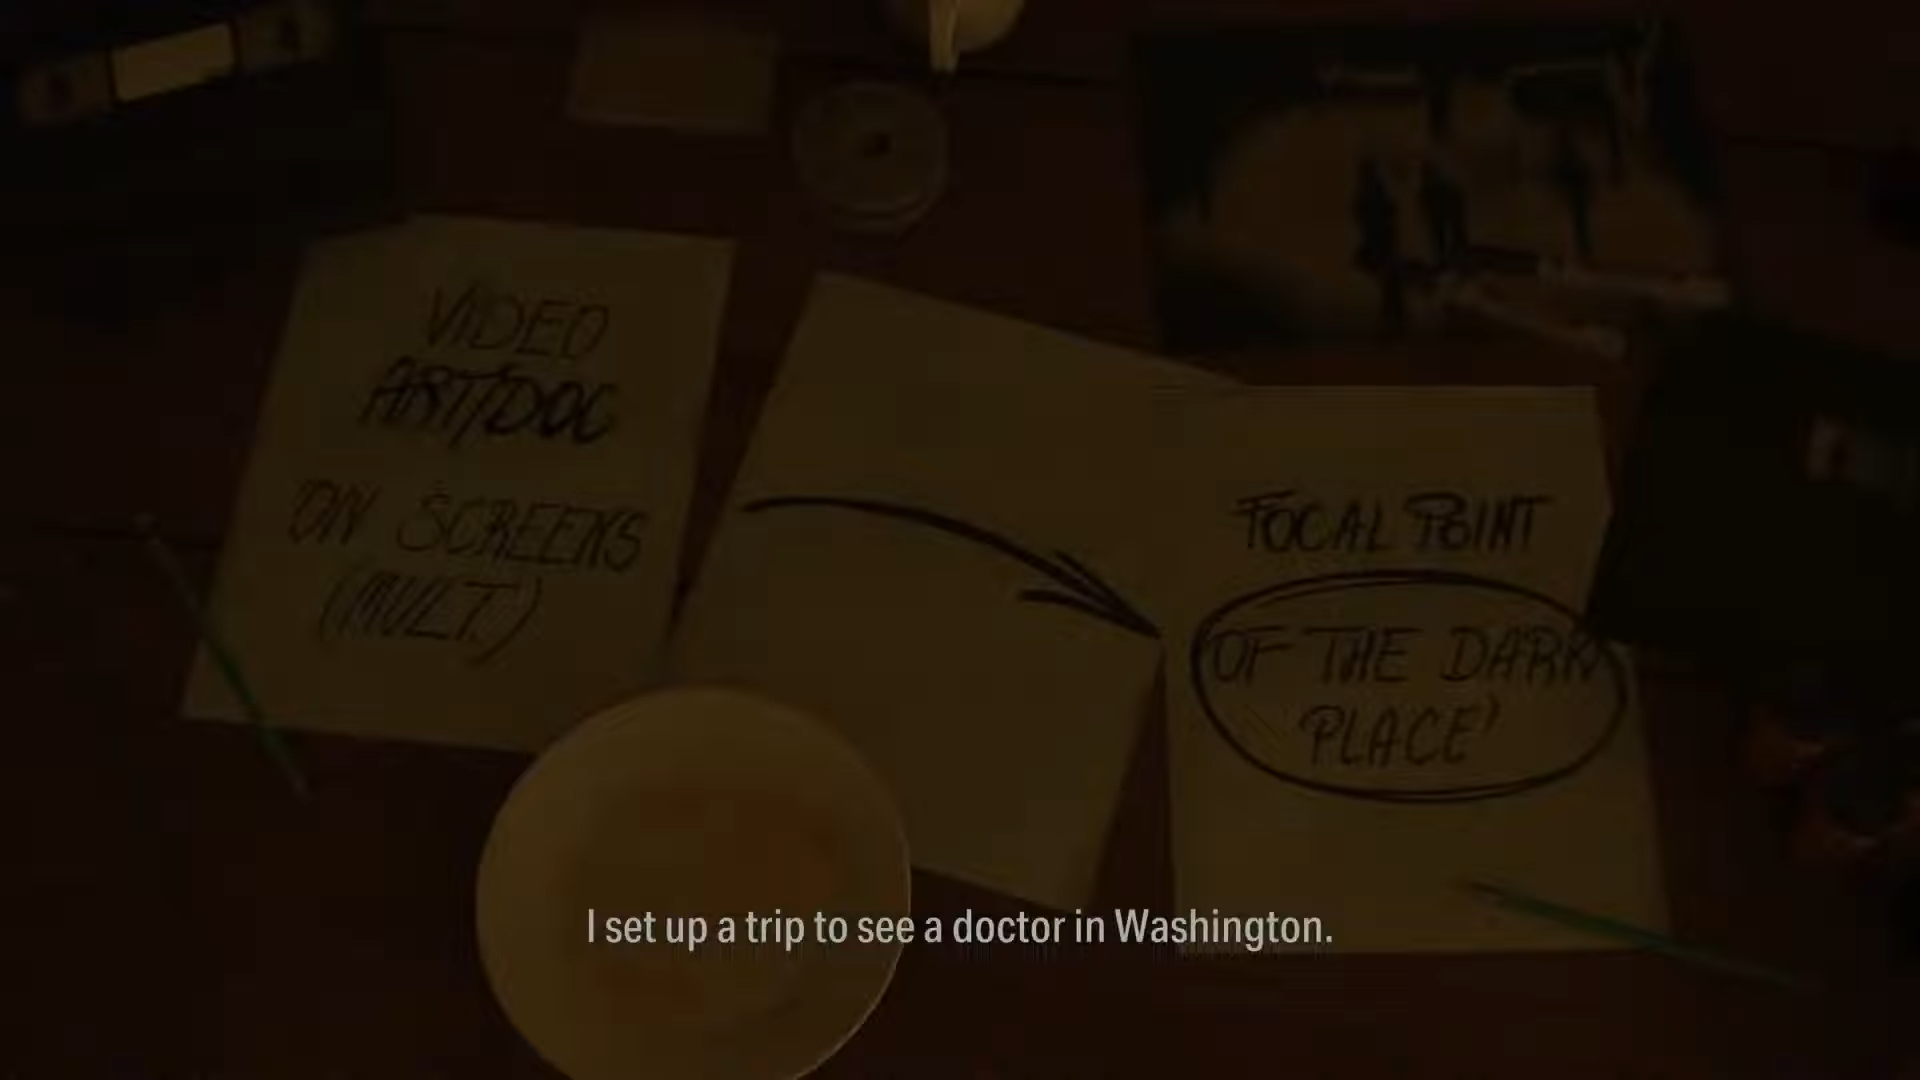 VIDEO
ART/DOC
ON SCREENS
(MULT.)
FOCAL POINT
OF THE DARK
PLACE'
I set up a trip to see a doctor in Washington.